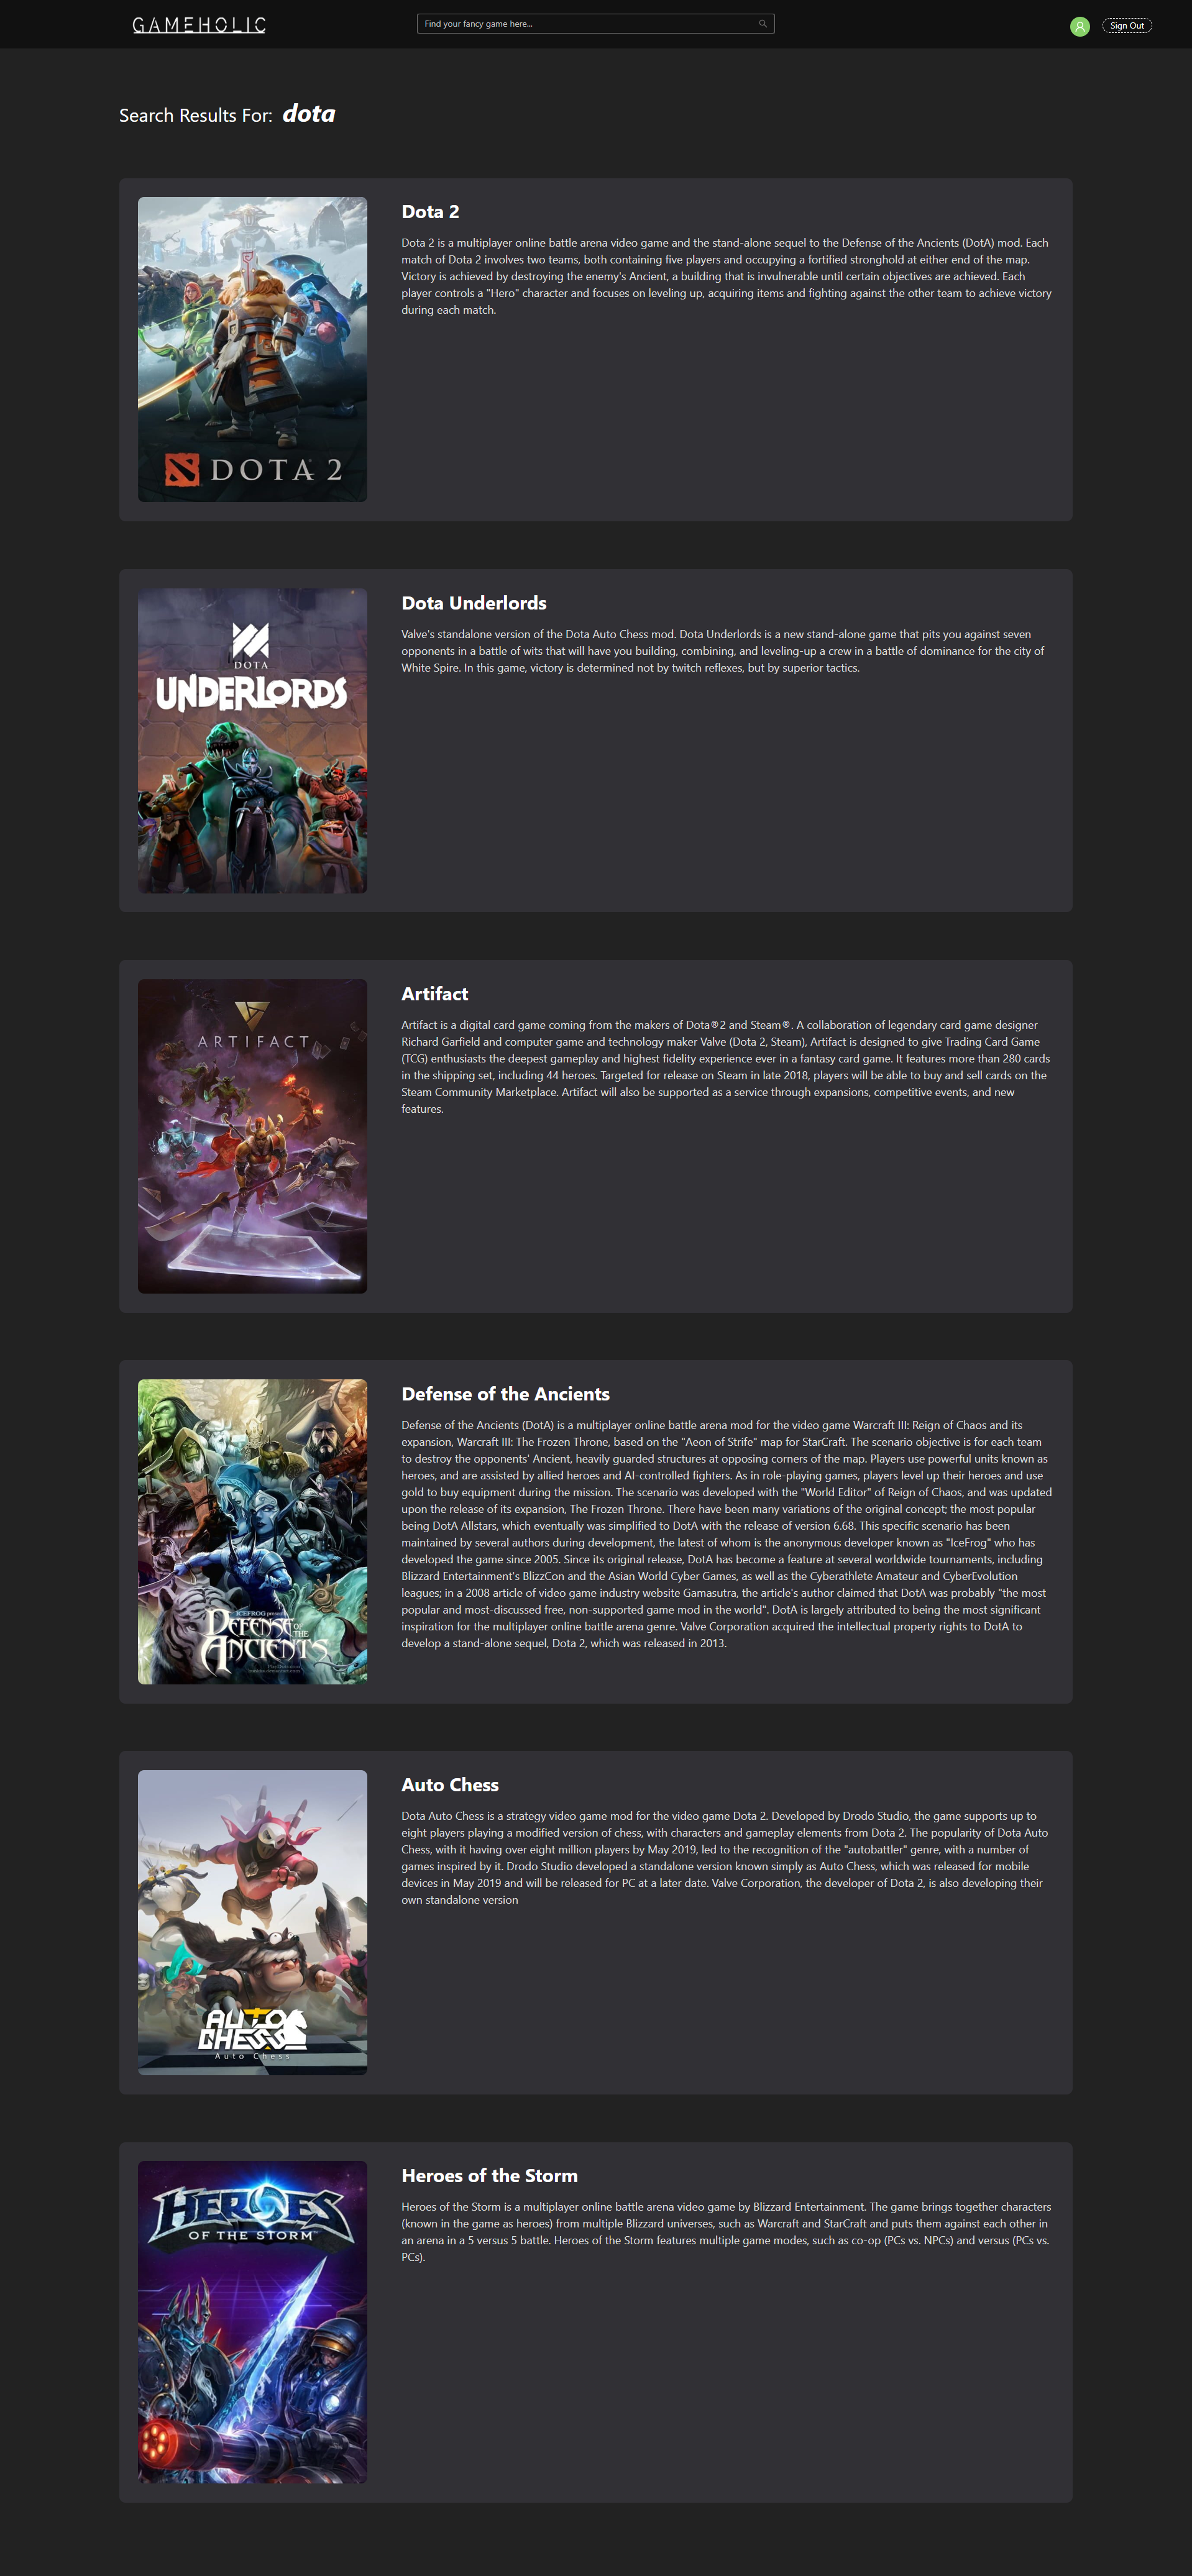 GAMEHOLIC
Find your fancy game here...
Sign Out
Search Results For: dota
DOTA 2
Dota 2
Dota 2 is a multiplayer online battle arena video game and the stand-alone sequel to the Defense of the Ancients (DotA) mod. Each
match of Dota 2 involves two teams, both containing five players and occupying a fortified stronghold at either end of the map.
Victory is achieved by destroying the enemy's Ancient, a building that is invulnerable until certain objectives are achieved. Each
player controls a "Hero" character and focuses on leveling up, acquiring items and fighting against the other team to achieve victory
during each match.
DOTA
UNDERLORDS
Dota Underlords
Valve's standalone version of the Dota Auto Chess mod. Dota Underlords is a new stand-alone game that pits you against seven
opponents in a battle of wits that will have you building, combining, and leveling-up a crew in a battle of dominance for the city of
White Spire. In this game, victory is determined not by twitch reflexes, but by superior tactics.
ARTIFACT
Artifact
Artifact is a digital card game coming from the makers of Dota®2 and Steam®. A collaboration of legendary card game designer
Richard Garfield and computer game and technology maker Valve (Dota 2, Steam), Artifact is designed to give Trading Card Game
(TCG) enthusiasts the deepest gameplay and highest fidelity experience ever in a fantasy card game. It features more than 280 cards
in the shipping set, including 44 heroes. Targeted for release on Steam in late 2018, players will be able to buy and sell cards on the
Steam Community Marketplace. Artifact will also be supported as a service through expansions, competitive events, and new
features.
ICEFROG presents
DEFENSE OF THE
ANCIENTS
Defense of the Ancients
Defense of the Ancients (DotA) is a multiplayer online battle arena mod for the video game Warcraft III: Reign of Chaos and its
expansion, Warcraft III: The Frozen Throne, based on the "Aeon of Strife" map for StarCraft. The scenario objective is for each team
to destroy the opponents' Ancient, heavily guarded structures at opposing corners of the map. Players use powerful units known as
heroes, and are assisted by allied heroes and AI-controlled fighters. As in role-playing games, players level up their heroes and use
gold to buy equipment during the mission. The scenario was developed with the "World Editor" of Reign of Chaos, and was updated
upon the release of its expansion, The Frozen Throne. There have been many variations of the original concept; the most popular
being DotA Allstars, which eventually was simplified to DotA with the release of version 6.68. This specific scenario has been
maintained by several authors during development, the latest of whom is the anonymous developer known as "IceFrog" who has
developed the game since 2005. Since its original release, DotA has become a feature at several worldwide tournaments, including
Blizzard Entertainment's BlizzCon and the Asian World Cyber Games, as well as the Cyberathlete Amateur and CyberEvolution
leagues; in a 2008 article of video game industry website Gamasutra, the article's author claimed that DotA was probably "the most
popular and most-discussed free, non-supported game mod in the world". DotA is largely attributed to being the most significant
inspiration for the multiplayer online battle arena genre. Valve Corporation acquired the intellectual property rights to DotA to
develop a stand-alone sequel, Dota 2, which was released in 2013.
AUTO
CHESS
Auto Chess
Auto Chess
Dota Auto Chess is a strategy video game mod for the video game Dota 2. Developed by Drodo Studio, the game supports up to
eight players playing a modified version of chess, with characters and gameplay elements from Dota 2. The popularity of Dota Auto
Chess, with it having over eight million players by May 2019, led to the recognition of the "autobattler" genre, with a number of
games inspired by it. Drodo Studio developed a standalone version known simply as Auto Chess, which was released for mobile
devices in May 2019 and will be released for PC at a later date. Valve Corporation, the developer of Dota 2, is also developing their
own standalone version
HEROES
OF THE STORM
Heroes of the Storm
Heroes of the Storm is a multiplayer online battle arena video game by Blizzard Entertainment. The game brings together characters
(known in the game as heroes) from multiple Blizzard universes, such as Warcraft and StarCraft and puts them against each other in
an arena in a 5 versus 5 battle. Heroes of the Storm features multiple game modes, such as co-op (PCs vs. NPCs) and versus (PCs vs.
PCs).